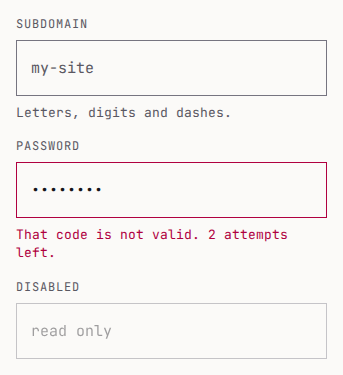 SUBDOMAIN
my-site
Letters, digits and dashes.
PASSWORD
••••••••
That code is not valid. 2 attempts
left.
DISABLED
read only